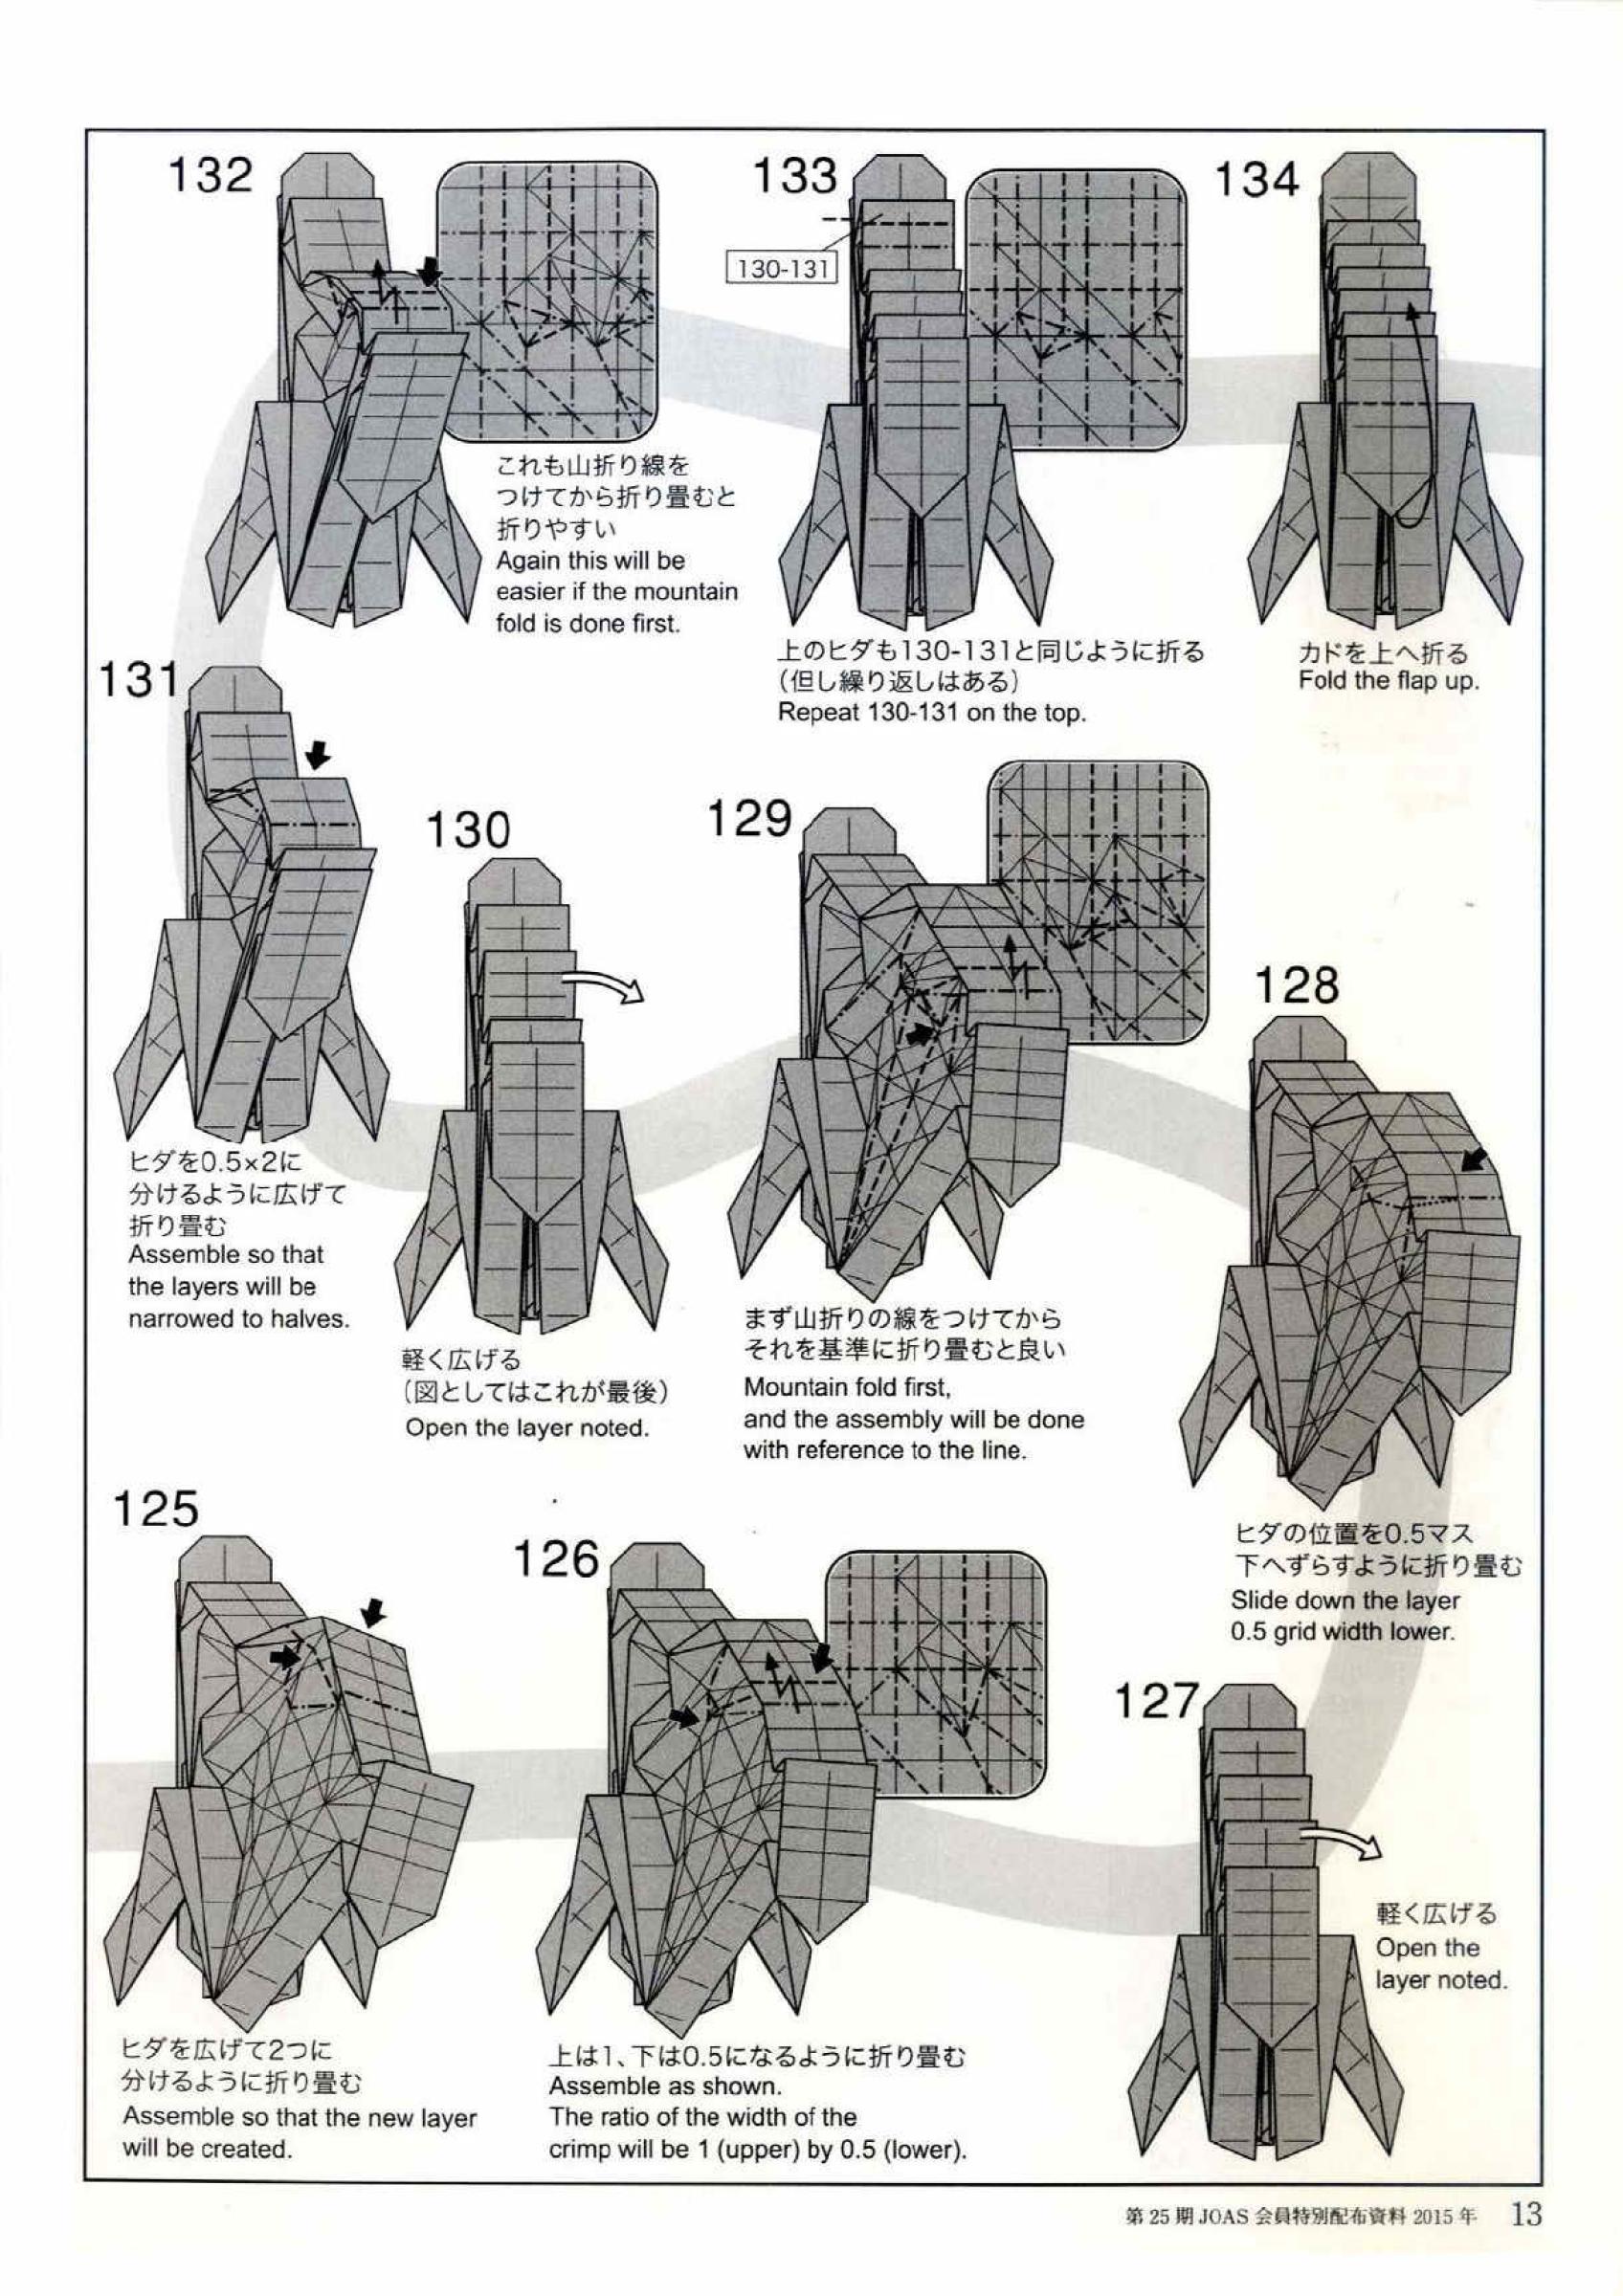 132
これも山折り線を
つけてから折り畳むと
折りやすい
Again this will be
easier if the mountain
fold is done first.
133
130-131
上のヒダも130-131と同じように折る
（但し繰り返しはある）
Repeat 130-131 on the top.
134
カドを上へ折る
Fold the flap up.
131
ヒダを0.5×2に
分けるように広げて
折り畳む
Assemble so that
the layers will be
narrowed to halves.
130
軽く広げる
（図としてはこれが最後）
Open the layer noted.
129
まず山折りの線をつけてから
それを基準に折り畳むと良い
Mountain fold first,
and the assembly will be done
with reference to the line.
128
ヒダの位置を0.5マス
下へずらすように折り畳む
Slide down the layer
0.5 grid width lower.
125
ヒダを広げて2つに
分けるように折り畳む
Assemble so that the new layer
will be created.
126
上は1、下は0.5になるように折り畳む
Assemble as shown.
The ratio of the width of the
crimp will be 1 (upper) by 0.5 (lower).
127
軽く広げる
Open the
layer noted.
第 25 期 JOAS 会員特別配布資料 2015 年 13